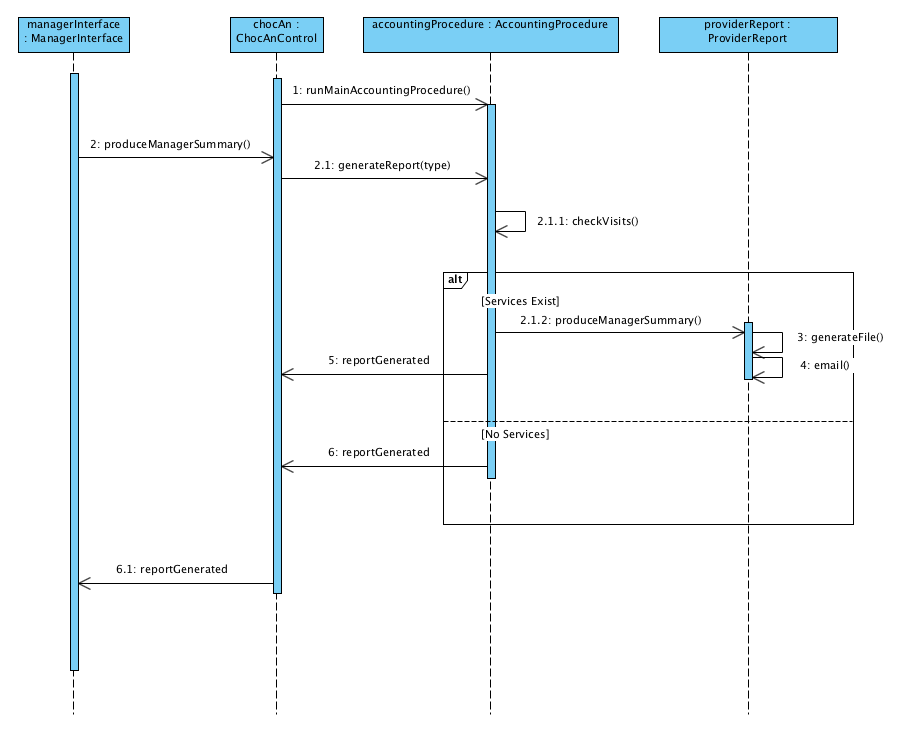 managerInterface
: ManagerInterface
chocAn :
ChocAnControl
accountingProcedure : AccountingProcedure
providerReport :
ProviderReport
1: runMainAccountingProcedure()
2: produceManagerSummary()
2.1: generateReport(type)
2.1.1: checkVisits()
alt
[Services Exist]
2.1.2: produceManagerSummary()
3: generateFile()
5: reportGenerated
4: email()
[No Services]
6: reportGenerated
6.1: reportGenerated